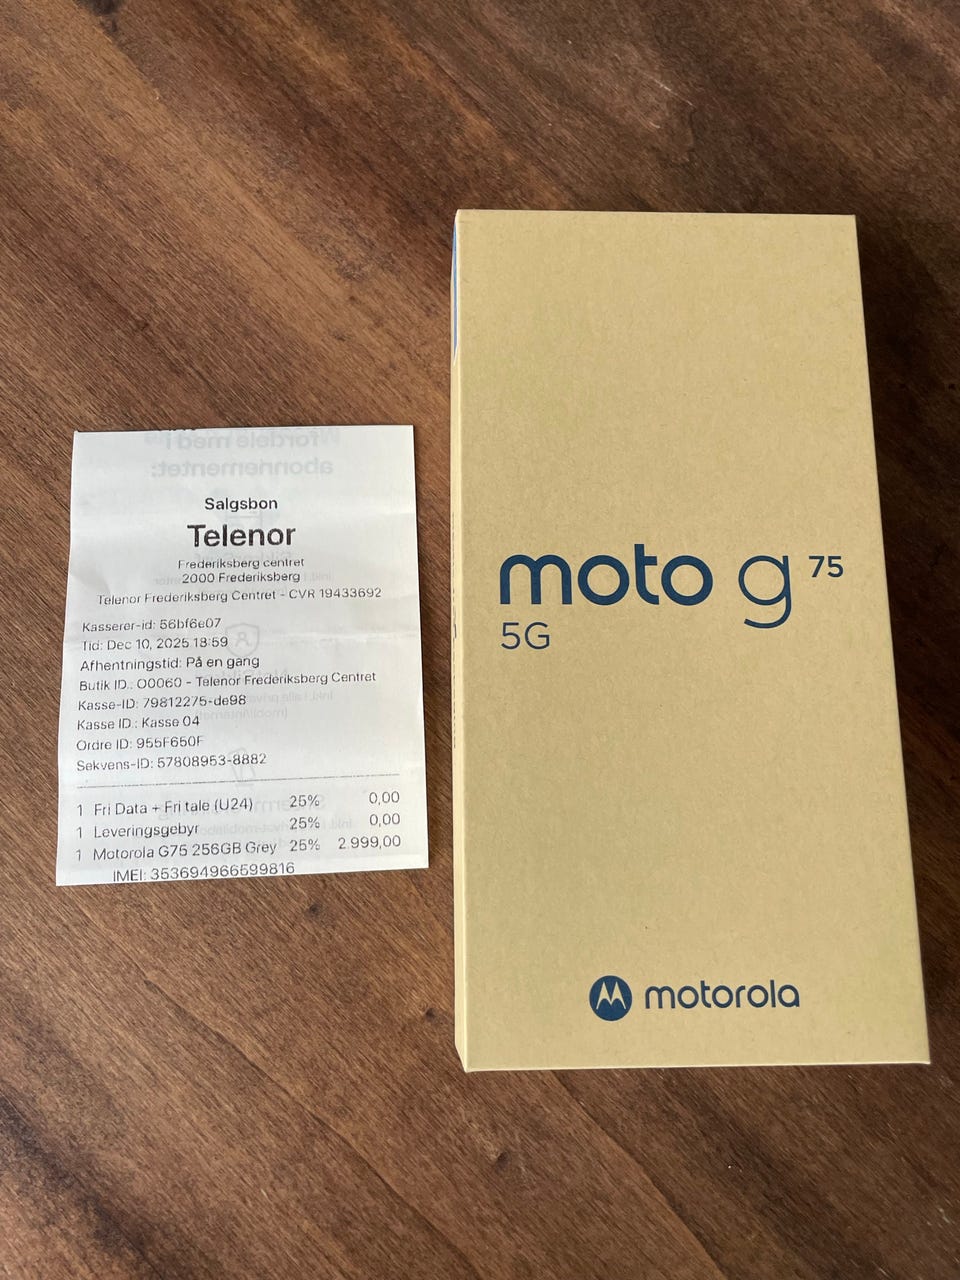 fordele med i
abonnementet:
Salgsbon
Telenor
Frederiksberg centret
2000 Frederiksberg
Telenor Frederiksberg Centret - CVR 19433692
Kasserer-id: 56bf6e07
Tid: Dec 10, 2025 18:59
Afhentningstid: På en gang
Butik ID.: O0060 - Telenor Frederiksberg Centret
Kasse-ID: 79812275-de98
Kasse ID.: Kasse 04
Ordre ID: 955F650F
Sekvens-ID: 57808953-8882
1 Fri Data + Fri tale (U24) 25% 0,00
1 Leveringsgebyr 25% 0,00
1 Motorola G75 256GB Grey 25% 2.999,00
IMEI: 353694966599816
moto g 75
5G
motorola